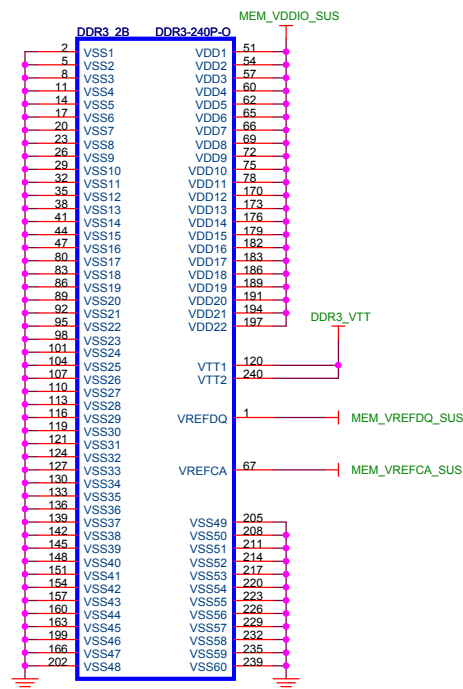 MEM_VDDIO_SUS
DDR3_2B DDR3-240P-O
2 VSS1 VDD1 51
5 VSS2 VDD2 54
8 VSS3 VDD3 57
11 VSS4 VDD4 60
14 VSS5 VDD5 62
17 VSS6 VDD6 65
20 VSS7 VDD7 66
23 VSS8 VDD8 69
26 VSS9 VDD9 72
29 VSS10 VDD10 75
32 VSS11 VDD11 78
35 VSS12 VDD12 170
38 VSS13 VDD13 173
41 VSS14 VDD14 176
44 VSS15 VDD15 179
47 VSS16 VDD16 182
80 VSS17 VDD17 183
83 VSS18 VDD18 186
86 VSS19 VDD19 189
89 VSS20 VDD20 191
92 VSS21 VDD21 194
95 VSS22 VDD22 197
98 VSS23
DDR3_VTT
101 VSS24
104 VSS25 VTT1 120
107 VSS26 VTT2 240
110 VSS27
113 VSS28
116 VSS29 VREFDQ 1 MEM_VREFDQ_SUS
119 VSS30
121 VSS31
124 VSS32
127 VSS33 VREFCA 67 MEM_VREFCA_SUS
130 VSS34
133 VSS35
136 VSS36
139 VSS37 VSS49 205
142 VSS38 VSS50 208
145 VSS39 VSS51 211
148 VSS40 VSS52 214
151 VSS41 VSS53 217
154 VSS42 VSS54 220
157 VSS43 VSS55 223
160 VSS44 VSS56 226
163 VSS45 VSS57 229
199 VSS46 VSS58 232
166 VSS47 VSS59 235
202 VSS48 VSS60 239